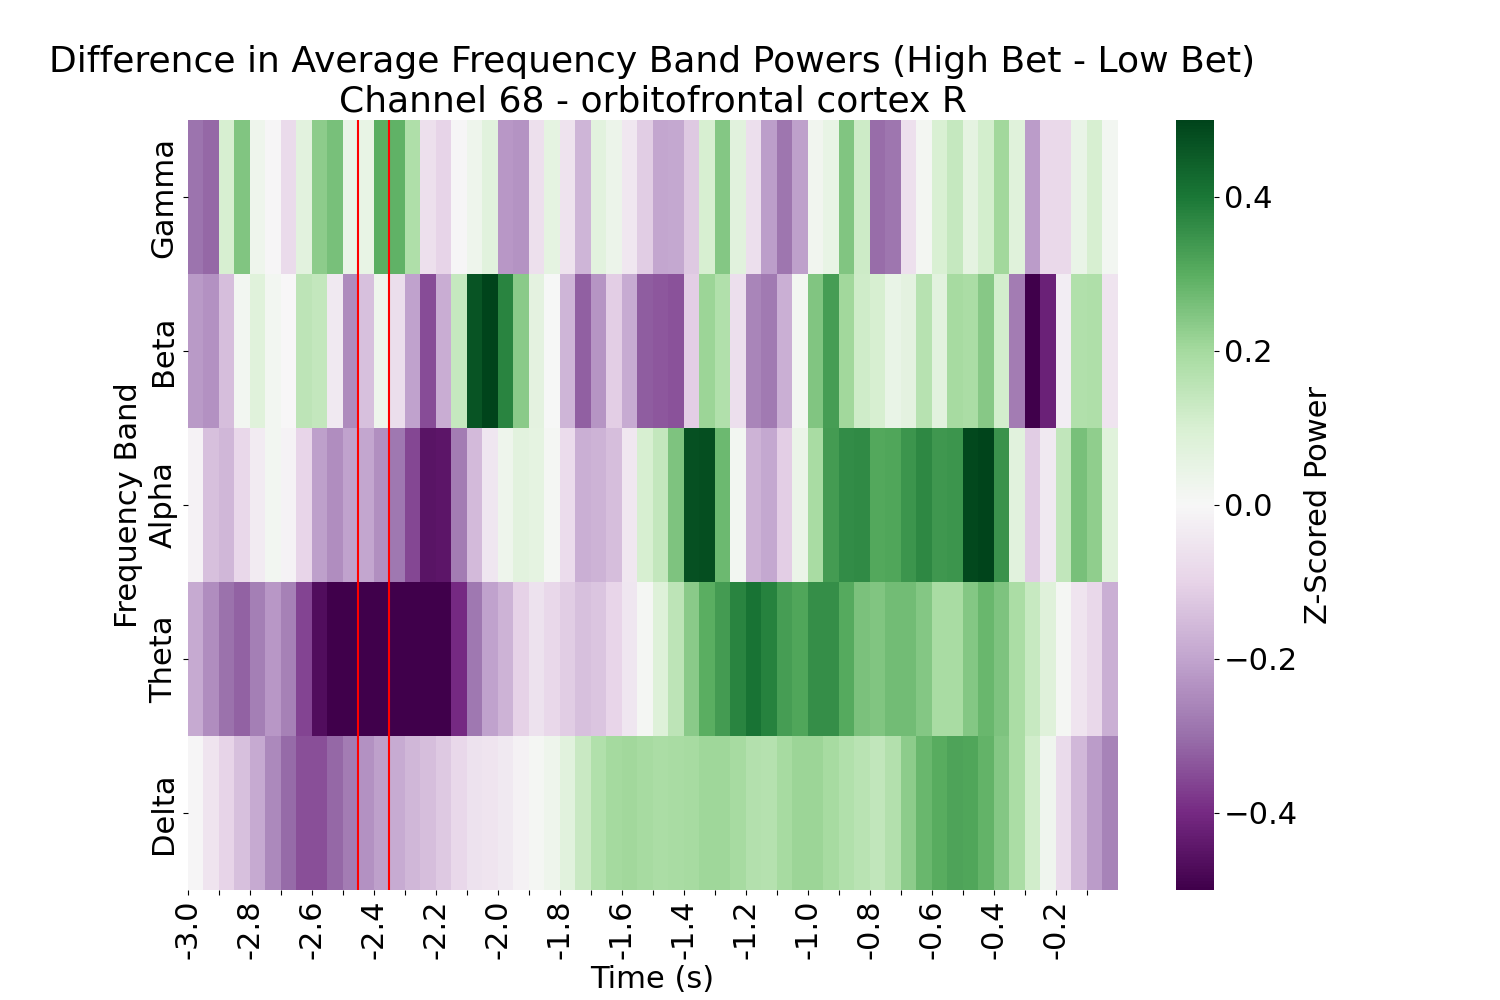 Difference in Average Frequency Band Powers (High Bet - Low Bet)
Channel 68 - orbitofrontal cortex R
Frequency Band
Gamma
Beta
Alpha
Theta
Delta
-3.0
-2.8
-2.6
-2.4
-2.2
-2.0
-1.8
-1.6
-1.4
-1.2
-1.0
-0.8
-0.6
-0.4
-0.2
Time (s)
0.4
0.2
0.0
−0.2
−0.4
Z-Scored Power